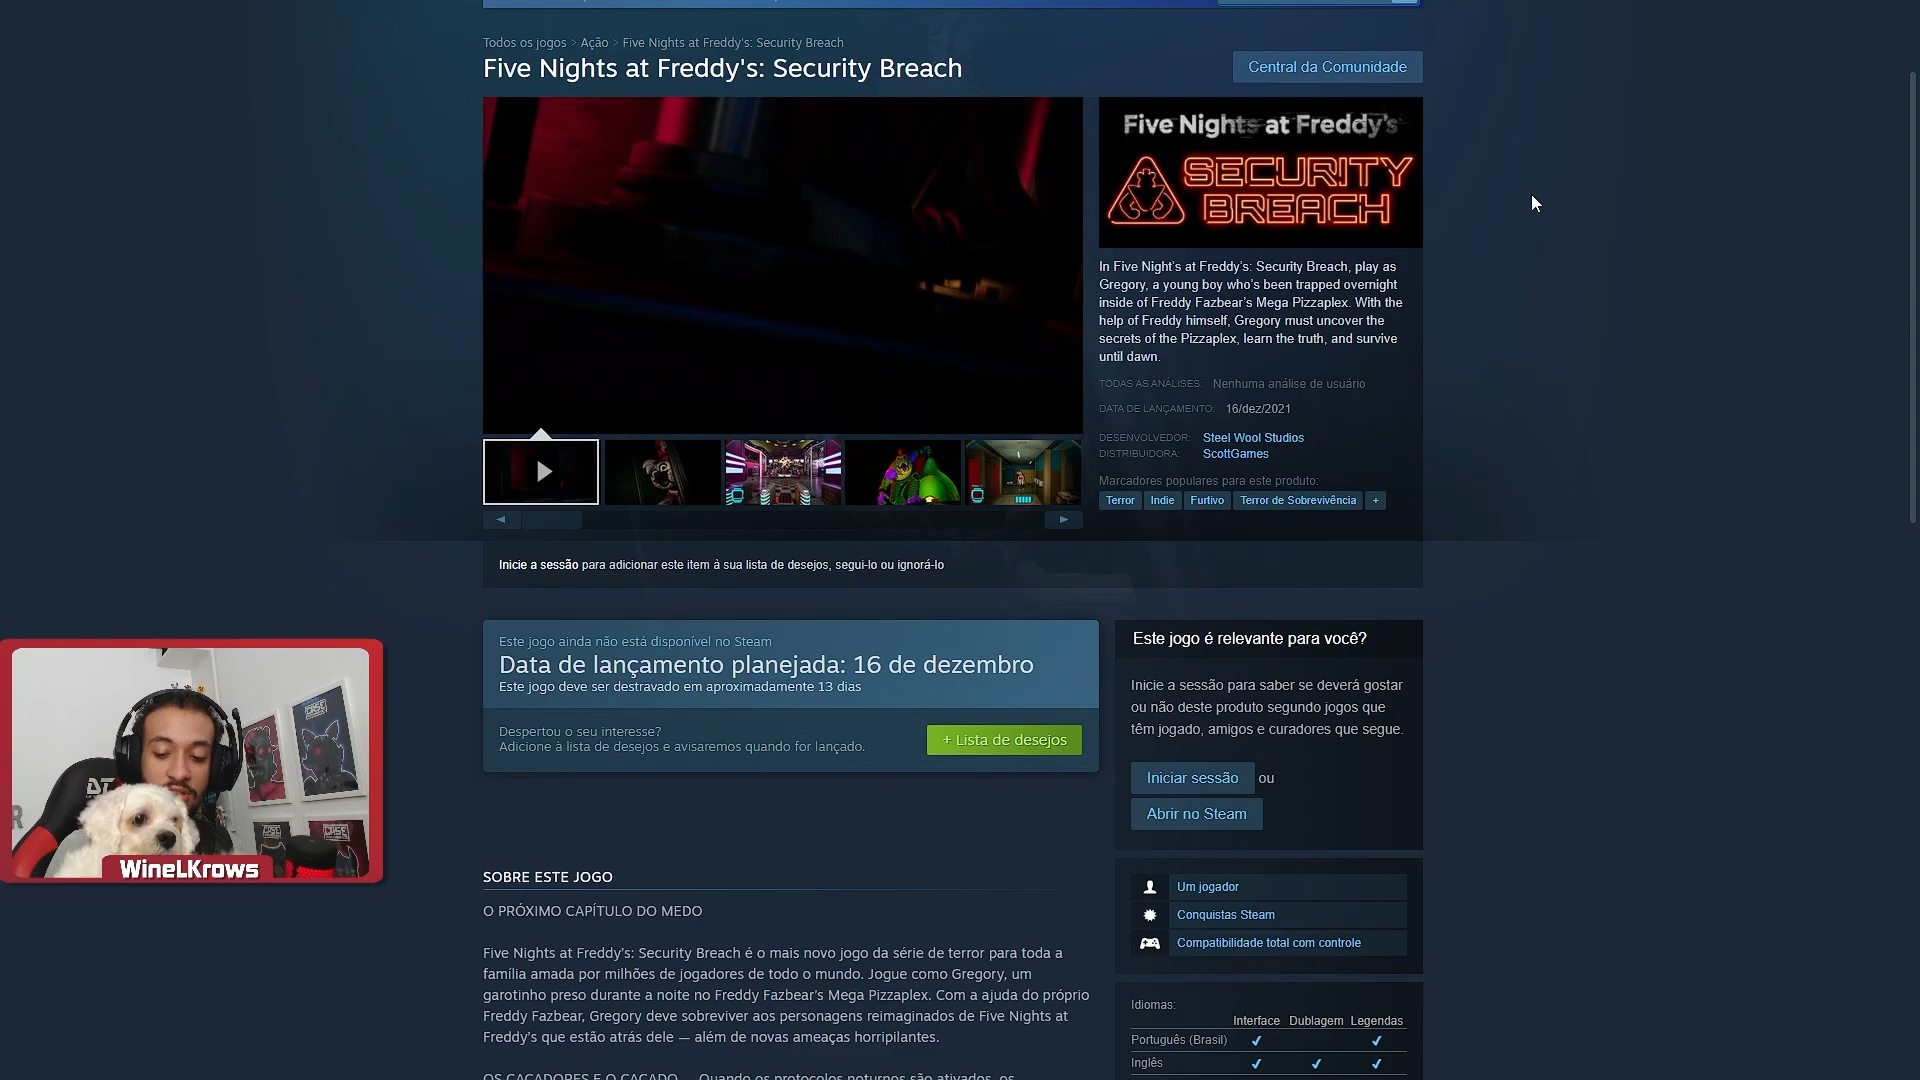 Todos os jogos > Ação > Five Nights at Freddy's: Security Breach
Five Nights at Freddy's: Security Breach
Central da Comunidade
Five Nights at Freddy's
SECURITY
BREACH
In Five Night's at Freddy's: Security Breach, play as
Gregory, a young boy who's been trapped overnight
inside of Freddy Fazbear's Mega Pizzaplex. With the
help of Freddy himself, Gregory must uncover the
secrets of the Pizzaplex, learn the truth, and survive
until dawn.
TODAS AS ANÁLISES: Nenhuma análise de usuário
DATA DE LANÇAMENTO: 16/dez/2021
DESENVOLVEDOR: Steel Wool Studios
DISTRIBUIDORA: ScottGames
Marcadores populares para este produto:
Terror Indie Furtivo Terror de Sobrevivência +
Inicie a sessão para adicionar este item à sua lista de desejos, segui-lo ou ignorá-lo
Este jogo ainda não está disponível no Steam
Data de lançamento planejada: 16 de dezembro
Este jogo deve ser destravado em aproximadamente 13 dias
Despertou o seu interesse?
Adicione à lista de desejos e avisaremos quando for lançado.
+ Lista de desejos
Este jogo é relevante para você?
Inicie a sessão para saber se deverá gostar
ou não deste produto segundo jogos que
têm jogado, amigos e curadores que segue.
Iniciar sessão ou
Abrir no Steam
CASE
CASE
CASE
WineLKrows
SOBRE ESTE JOGO
O PRÓXIMO CAPÍTULO DO MEDO
Five Nights at Freddy's: Security Breach é o mais novo jogo da série de terror para toda a
família amada por milhões de jogadores de todo o mundo. Jogue como Gregory, um
garotinho preso durante a noite no Freddy Fazbear's Mega Pizzaplex. Com a ajuda do próprio
Freddy Fazbear, Gregory deve sobreviver aos personagens reimaginados de Five Nights at
Freddy's que estão atrás dele — além de novas ameaças horripilantes.
OS CAÇADORES E O CAÇADO — Quando os protocolos noturnos são ativados, os
Um jogador
Conquistas Steam
Compatibilidade total com controle
Idiomas:
Interface Dublagem Legendas
Português (Brasil) ✔ ✔
Inglês ✔ ✔ ✔